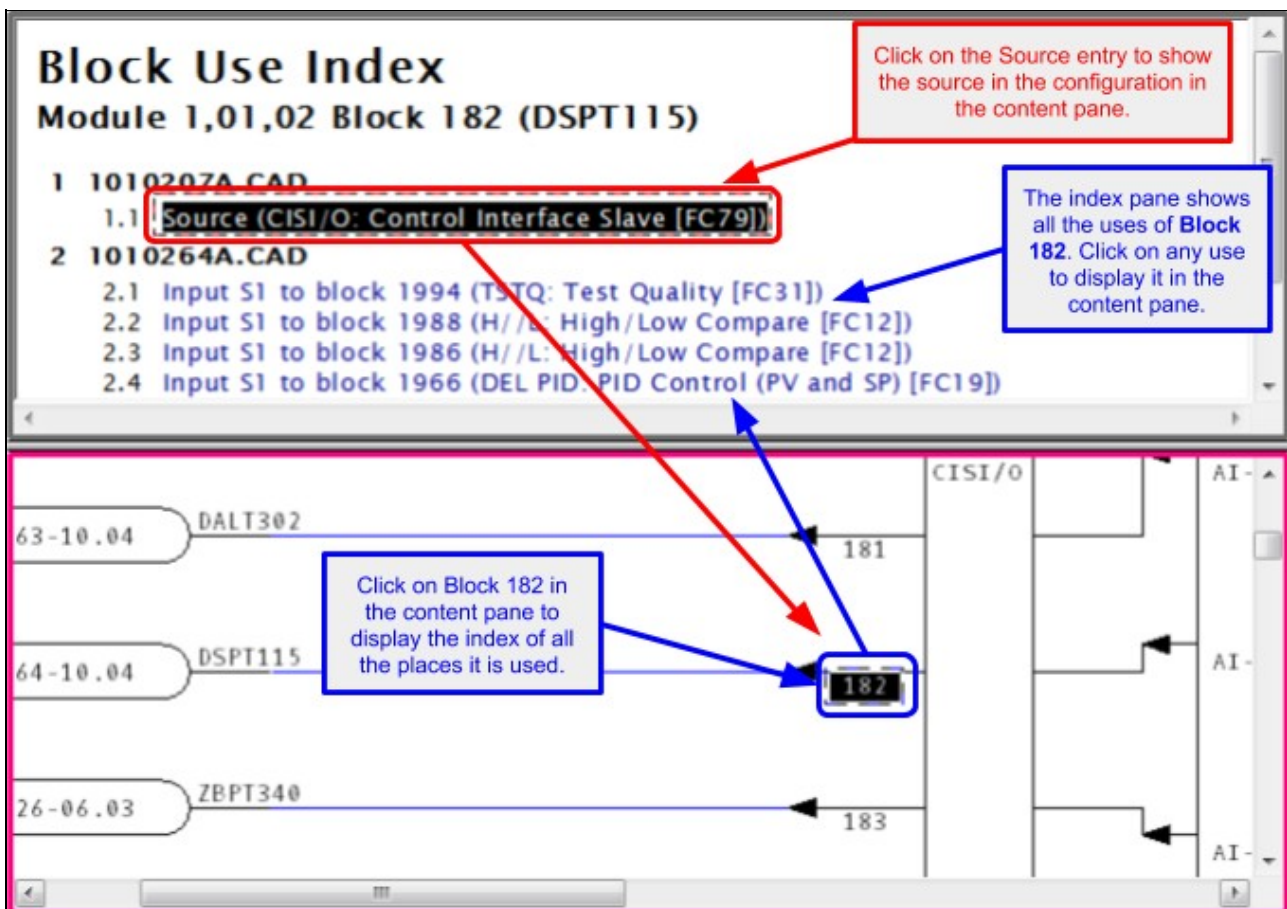 Block Use Index
Module 1,01,02 Block 182 (DSPT115)
Click on the Source entry to show
the source in the configuration in
the content pane.
1 1010207A.CAD
1.1 Source (CISI/O: Control Interface Slave [FC79])
2 1010264A.CAD
2.1 Input S1 to block 1994 (TSTQ: Test Quality [FC31])
2.2 Input S1 to block 1988 (H//L: High/Low Compare [FC12])
2.3 Input S1 to block 1986 (H//L: High/Low Compare [FC12])
2.4 Input S1 to block 1966 (DEL PID: PID Control (PV and SP) [FC19])
The index pane shows
all the uses of Block
182. Click on any use
to display it in the
content pane.
CISI/O
AI-
63-10.04
DALT302
181
Click on Block 182 in
the content pane to
display the index of all
the places it is used.
64-10.04
DSPT115
182
AI-
26-06.03
ZBPT340
183
AI-